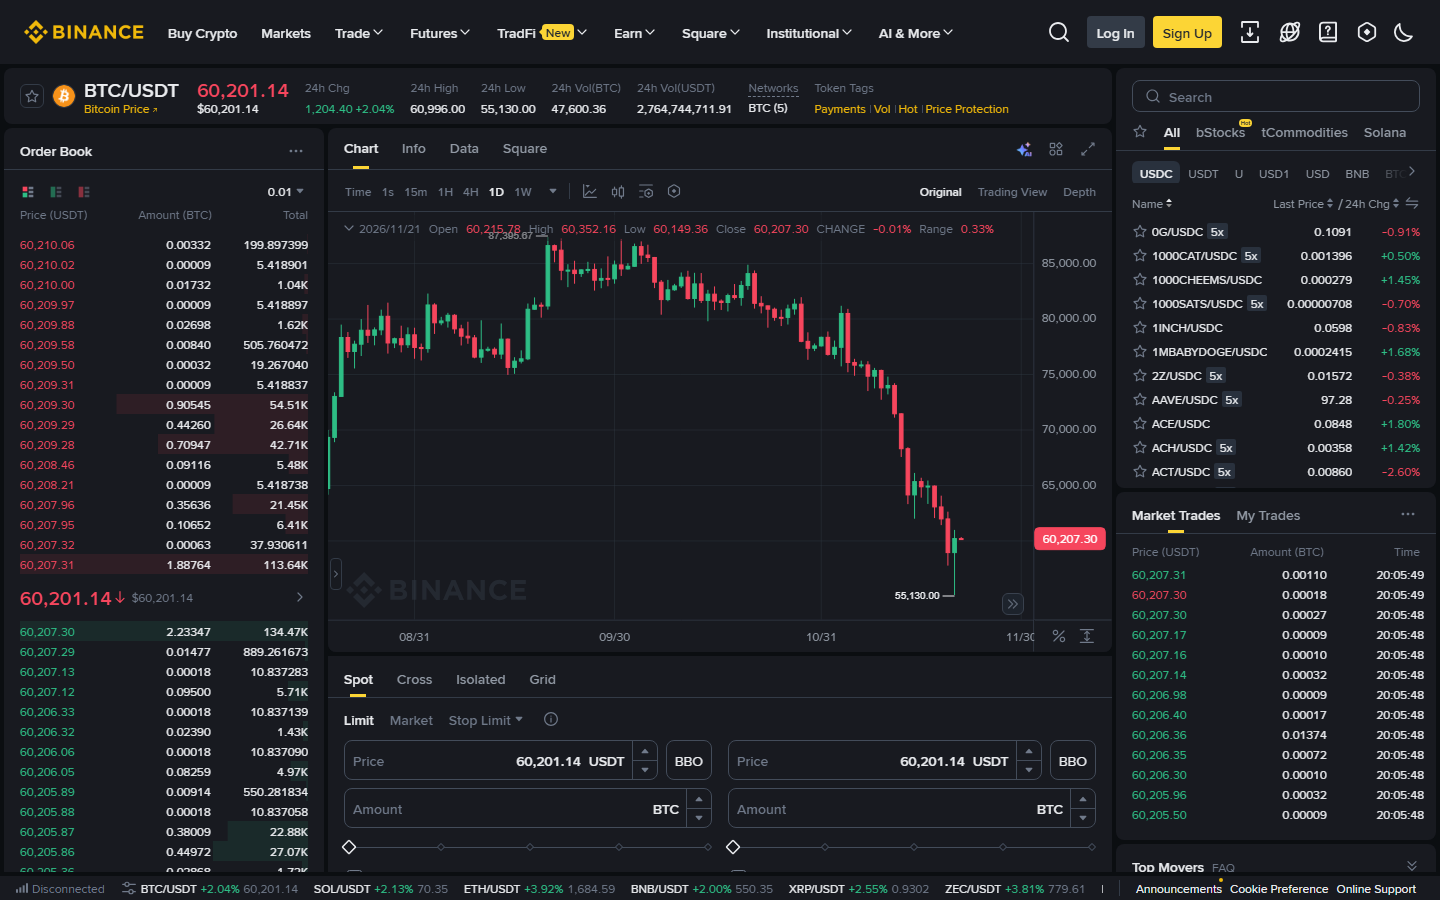 BINANCE Buy Crypto Markets Trade Futures TradFi New Earn Square Institutional AI & More Log In Sign Up
BTC/USDT
Bitcoin Price
60,201.14
$60,201.14
24h Chg
1,204.40 +2.04%
24h High
60,996.00
24h Low
55,130.00
24h Vol(BTC)
47,600.36
24h Vol(USDT)
2,764,744,711.91
Networks
BTC (5)
Token Tags
Payments Vol Hot Price Protection
Order Book
0.01
Price (USDT) Amount (BTC) Total
60,210.06 0.00332 199.897399
60,210.02 0.00009 5.418901
60,210.00 0.01732 1.04K
60,209.97 0.00009 5.418897
60,209.88 0.02698 1.62K
60,209.58 0.00840 505.760472
60,209.50 0.00032 19.267040
60,209.31 0.00009 5.418837
60,209.30 0.90545 54.51K
60,209.29 0.44260 26.64K
60,209.28 0.70947 42.71K
60,208.46 0.09116 5.48K
60,208.21 0.00009 5.418738
60,207.96 0.35636 21.45K
60,207.95 0.10652 6.41K
60,207.32 0.00063 37.930611
60,207.31 1.88764 113.64K
60,201.14 $60,201.14
60,207.30 2.23347 134.47K
60,207.29 0.01477 889.261673
60,207.13 0.00018 10.837283
60,207.12 0.09500 5.71K
60,206.33 0.00018 10.837139
60,206.32 0.02390 1.43K
60,206.06 0.00018 10.837090
60,206.05 0.08259 4.97K
60,205.89 0.00914 550.281834
60,205.88 0.00018 10.837058
60,205.87 0.38009 22.88K
60,205.86 0.44972 27.07K
Chart Info Data Square
Time 1s 15m 1H 4H 1D 1W
Original Trading View Depth
2026/11/21 Open 60,215.78 High 60,352.16 Low 60,149.36 Close 60,207.30 CHANGE -0.01% Range 0.33%
87,395.67
85,000.00
80,000.00
75,000.00
70,000.00
65,000.00
60,207.30
55,130.00
BINANCE
08/31 09/30 10/31 11/30
Spot Cross Isolated Grid
Limit Market Stop Limit
Price 60,201.14 USDT BBO
Amount BTC
Price 60,201.14 USDT BBO
Amount BTC
Search
All bStocks Hot tCommodities Solana
USDC USDT U USD1 USD BNB BTC
Name Last Price / 24h Chg
0G/USDC 5x 0.1091 -0.91%
1000CAT/USDC 5x 0.001396 +0.50%
1000CHEEMS/USDC 0.000279 +1.45%
1000SATS/USDC 5x 0.00000708 -0.70%
1INCH/USDC 0.0598 -0.83%
1MBABYDOGE/USDC 0.0002415 +1.68%
2Z/USDC 5x 0.01572 -0.38%
AAVE/USDC 5x 97.28 -0.25%
ACE/USDC 0.0848 +1.80%
ACH/USDC 5x 0.00358 +1.42%
ACT/USDC 5x 0.00860 -2.60%
Market Trades My Trades
Price (USDT) Amount (BTC) Time
60,207.31 0.00110 20:05:49
60,207.30 0.00018 20:05:49
60,207.30 0.00027 20:05:48
60,207.17 0.00009 20:05:48
60,207.16 0.00010 20:05:48
60,207.14 0.00032 20:05:48
60,206.98 0.00009 20:05:48
60,206.40 0.00017 20:05:48
60,206.36 0.01374 20:05:48
60,206.35 0.00072 20:05:48
60,206.30 0.00010 20:05:48
60,205.96 0.00032 20:05:48
60,205.50 0.00009 20:05:48
Top Movers FAQ
Disconnected BTC/USDT +2.04% 60,201.14 SOL/USDT +2.13% 70.35 ETH/USDT +3.92% 1,684.59 BNB/USDT +2.00% 550.35 XRP/USDT +2.55% 0.9302 ZEC/USDT +3.81% 779.61 Announcements Cookie Preference Online Support